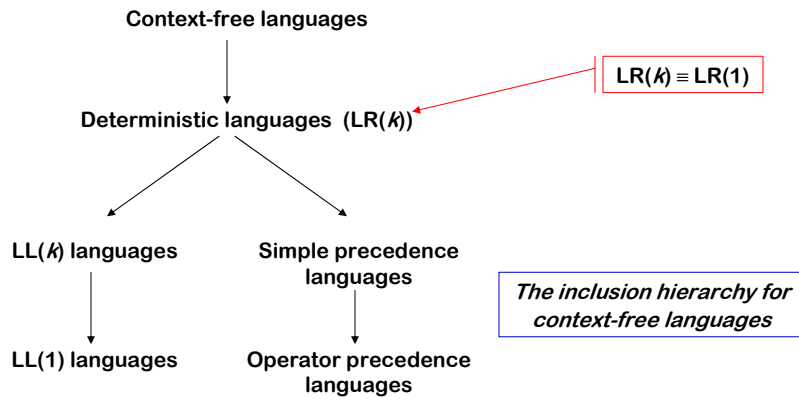 Context-free languages
LR(k) ≡ LR(1)
Deterministic languages (LR(k))
LL(k) languages
Simple precedence
languages
The inclusion hierarchy for
context-free languages
LL(1) languages
Operator precedence
languages